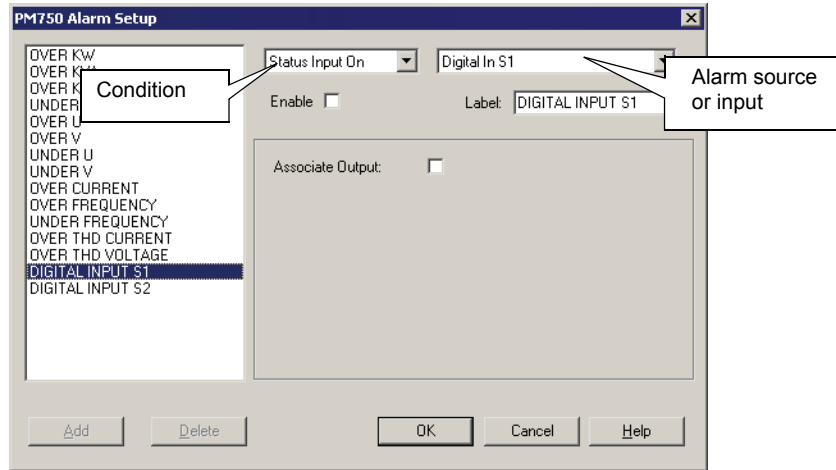 PM750 Alarm Setup
OVER KW
OVER
OVER
UNDER
OVER U
OVER V
UNDER U
UNDER V
OVER CURRENT
OVER FREQUENCY
UNDER FREQUENCY
OVER THD CURRENT
OVER THD VOLTAGE
DIGITAL INPUT S1
DIGITAL INPUT S2
Condition
Status Input On
Digital In S1
Alarm source
or input
Enable
Label: DIGITAL INPUT S1
Associate Output:
Add
Delete
OK
Cancel
Help